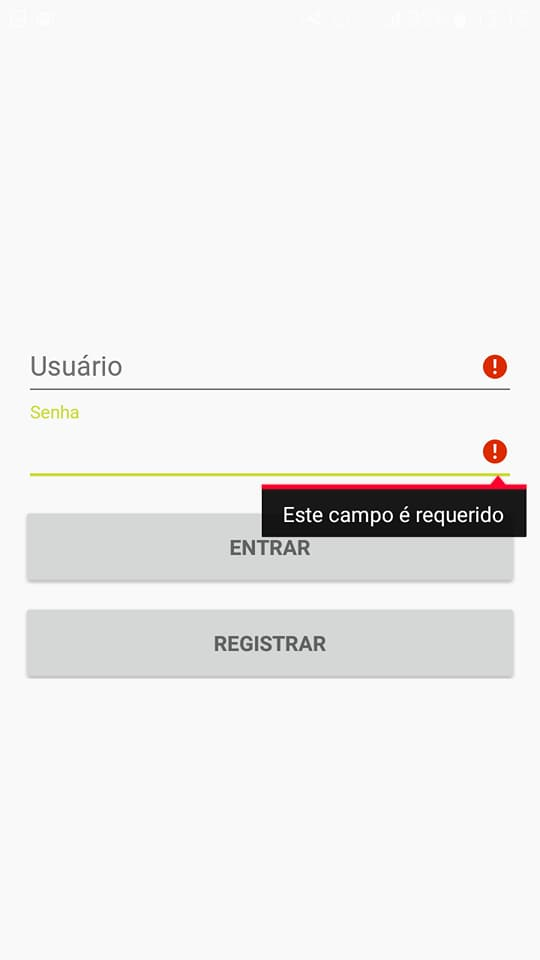 Usuário
Senha
Este campo é requerido
ENTRAR
REGISTRAR